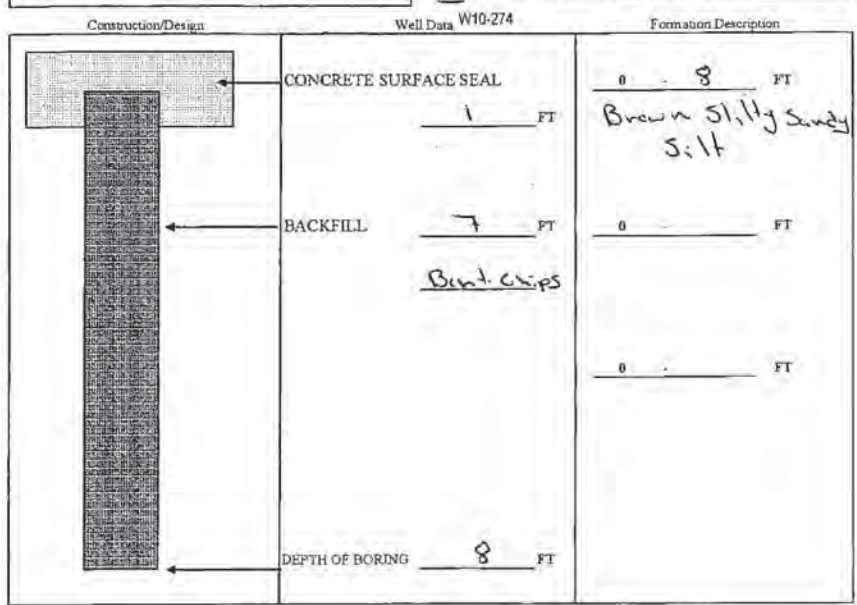 Construction/Design Well Data W10-274 Formation Description
CONCRETE SURFACE SEAL
1 FT
BACKFILL 7 FT
Bent. Chips
DEPTH OF BORING 8 FT
0 - 8 FT
Brown Slilty Sandy
Silt
0 - FT
0 - FT